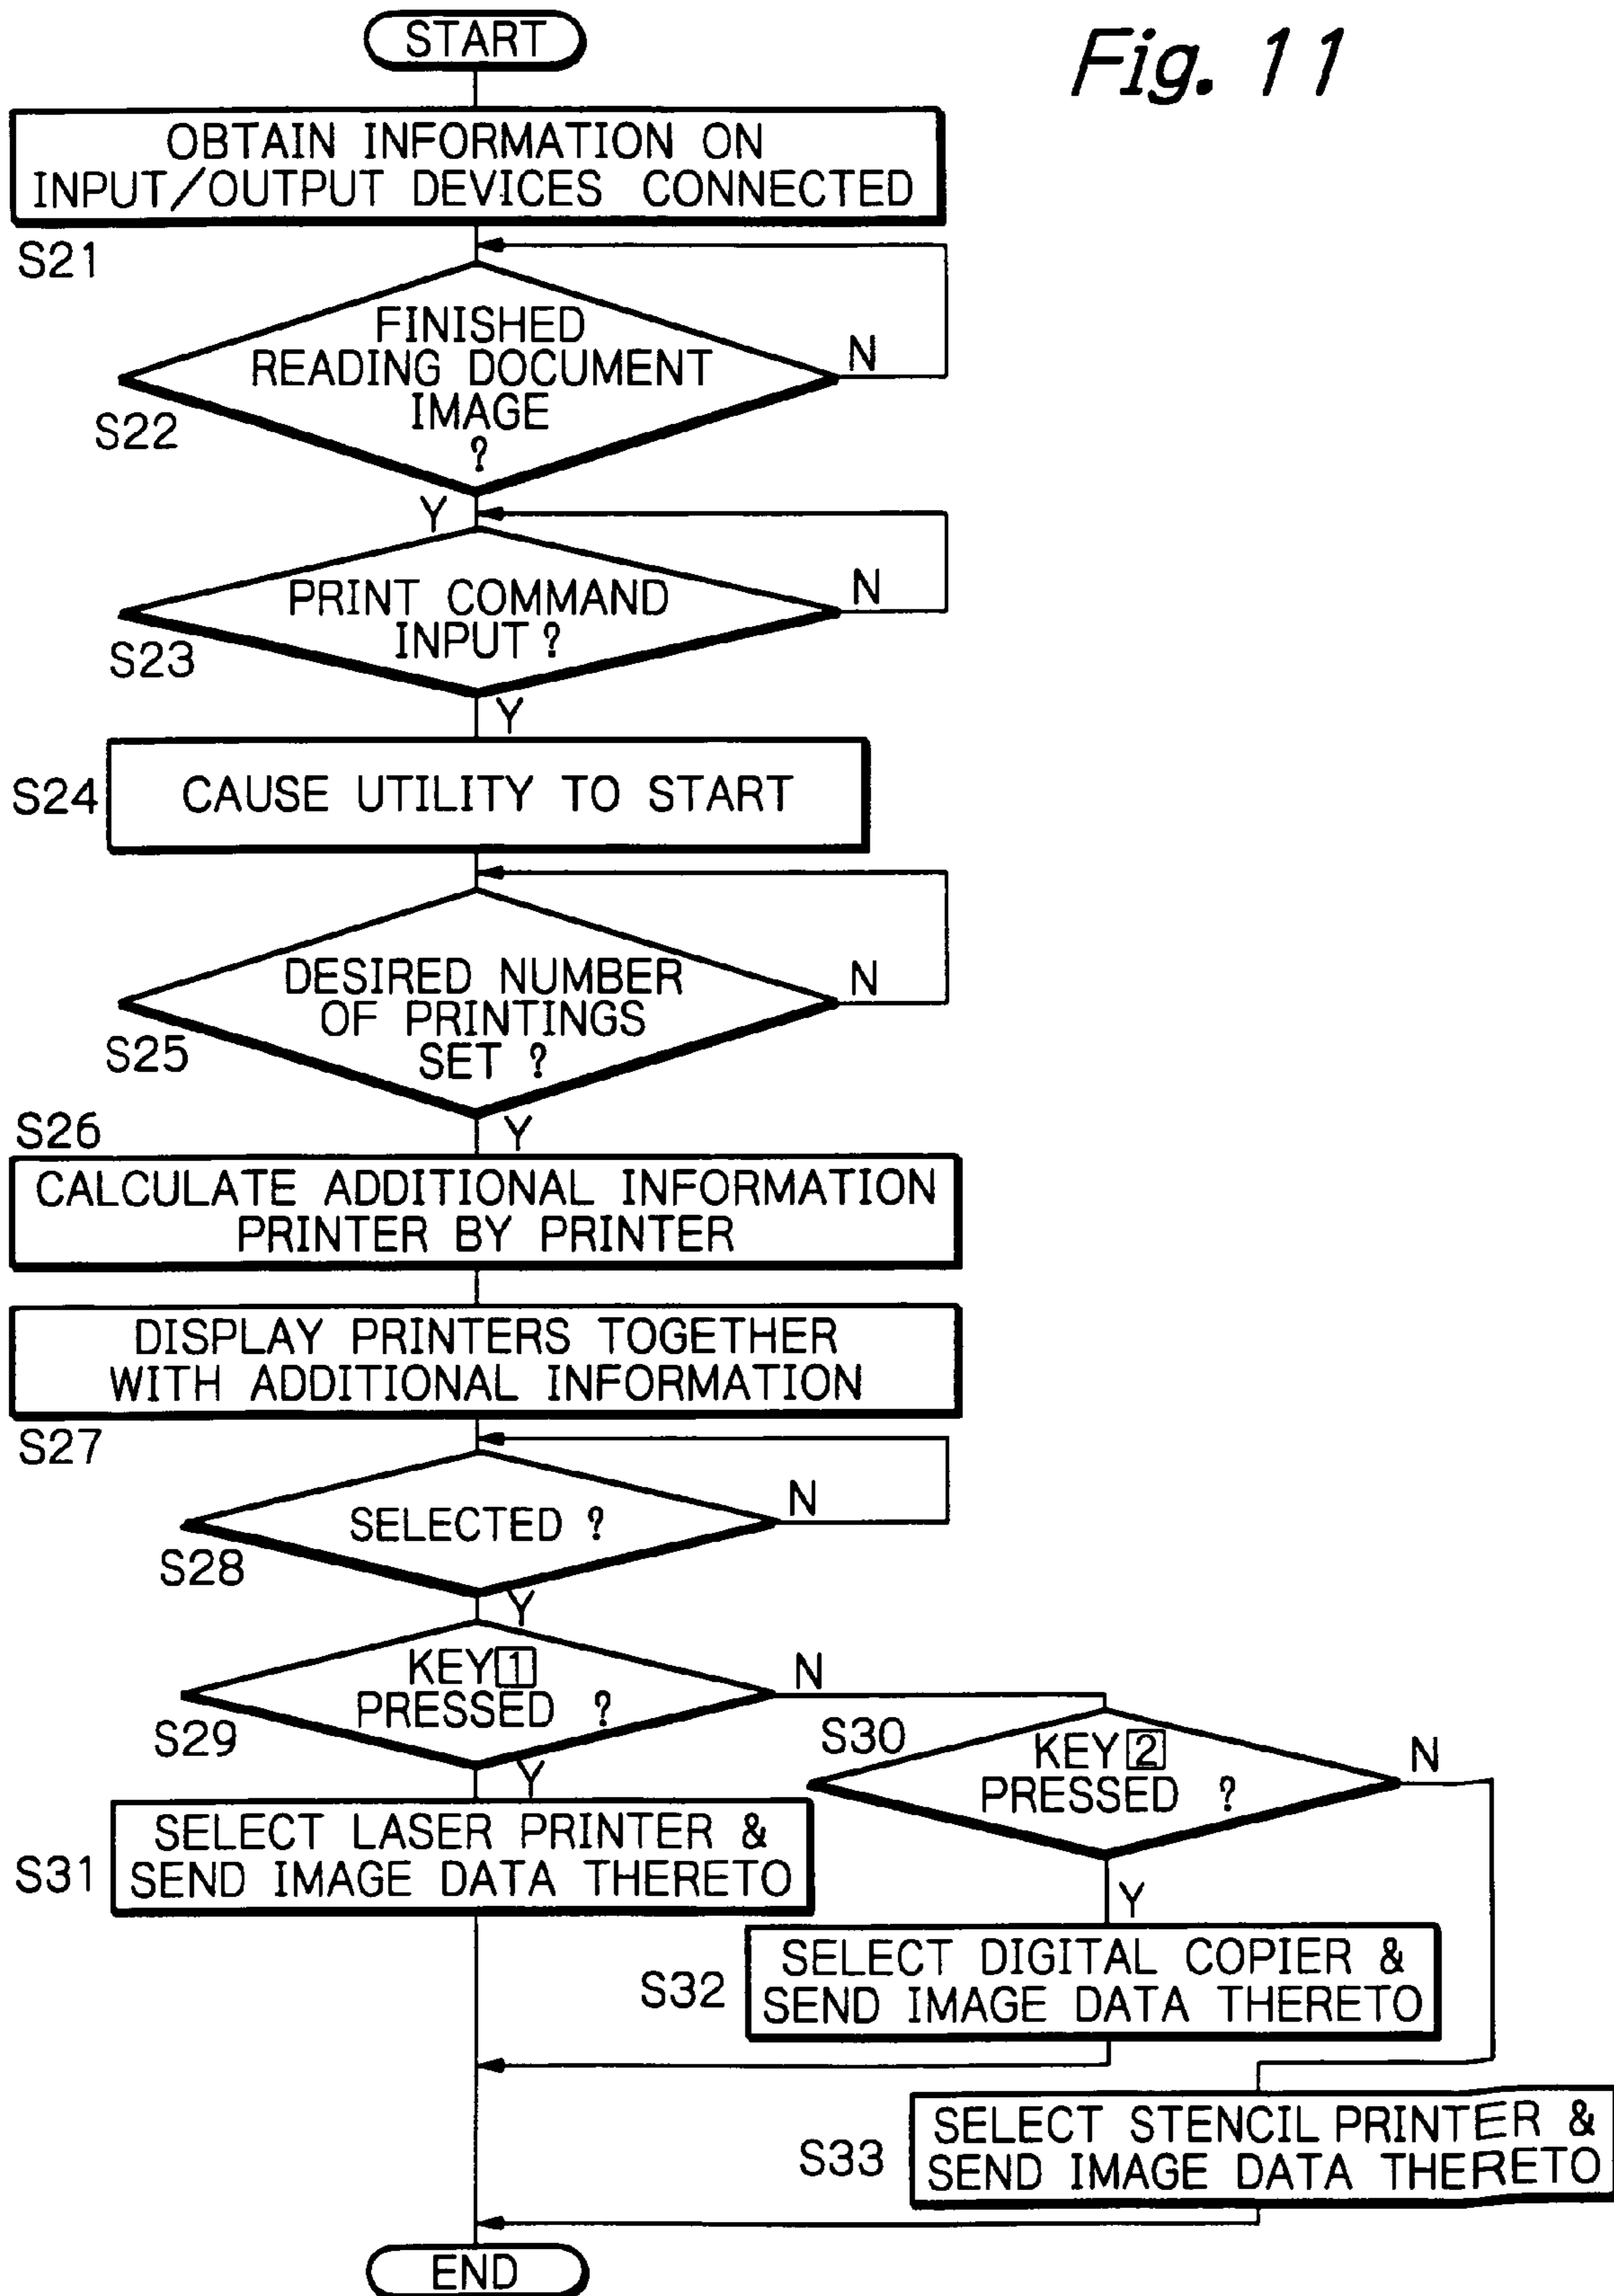 Fig. 11
START
OBTAIN INFORMATION ON
INPUT/OUTPUT DEVICES CONNECTED
S21
FINISHED
READING DOCUMENT
IMAGE
?
N
S22
Y
PRINT COMMAND
INPUT ?
N
S23
Y
S24
CAUSE UTILITY TO START
DESIRED NUMBER
OF PRINTINGS
SET ?
N
S25
Y
S26
CALCULATE ADDITIONAL INFORMATION
PRINTER BY PRINTER
DISPLAY PRINTERS TOGETHER
WITH ADDITIONAL INFORMATION
S27
SELECTED ?
N
S28
Y
KEY 1
PRESSED ?
N
S29
Y
S30
KEY 2
PRESSED ?
N
Y
S31
SELECT LASER PRINTER &
SEND IMAGE DATA THERETO
S32
SELECT DIGITAL COPIER &
SEND IMAGE DATA THERETO
S33
SELECT STENCIL PRINTER &
SEND IMAGE DATA THERETO
END